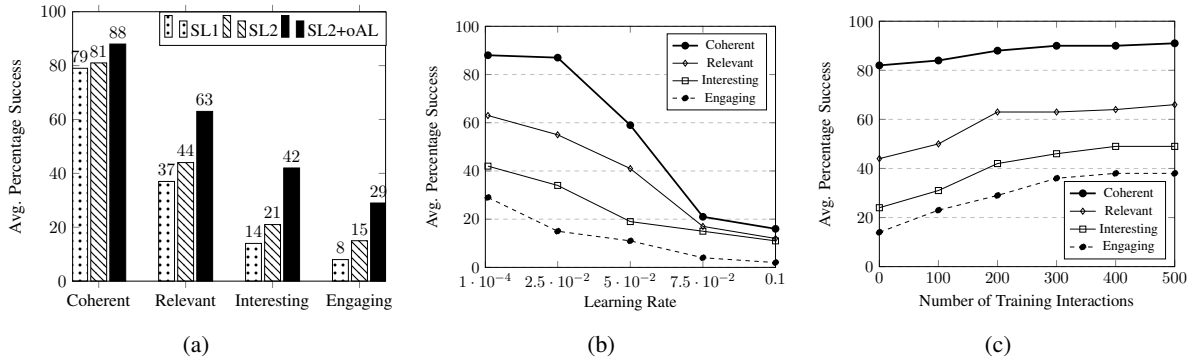 100
80
60
40
20
0
Avg. Percentage Success
SL1 SL2 SL2+oAL
79 81 88
37 44 63
14 21 42
8 15 29
Coherent Relevant Interesting Engaging
(a)
100
80
60
40
20
0
Avg. Percentage Success
Coherent
Relevant
Interesting
Engaging
1 · 10⁻⁴ 2.5 · 10⁻² 5 · 10⁻² 7.5 · 10⁻² 0.1
Learning Rate
(b)
100
80
60
40
20
0
Avg. Percentage Success
Coherent
Relevant
Interesting
Engaging
0 100 200 300 400 500
Number of Training Interactions
(c)